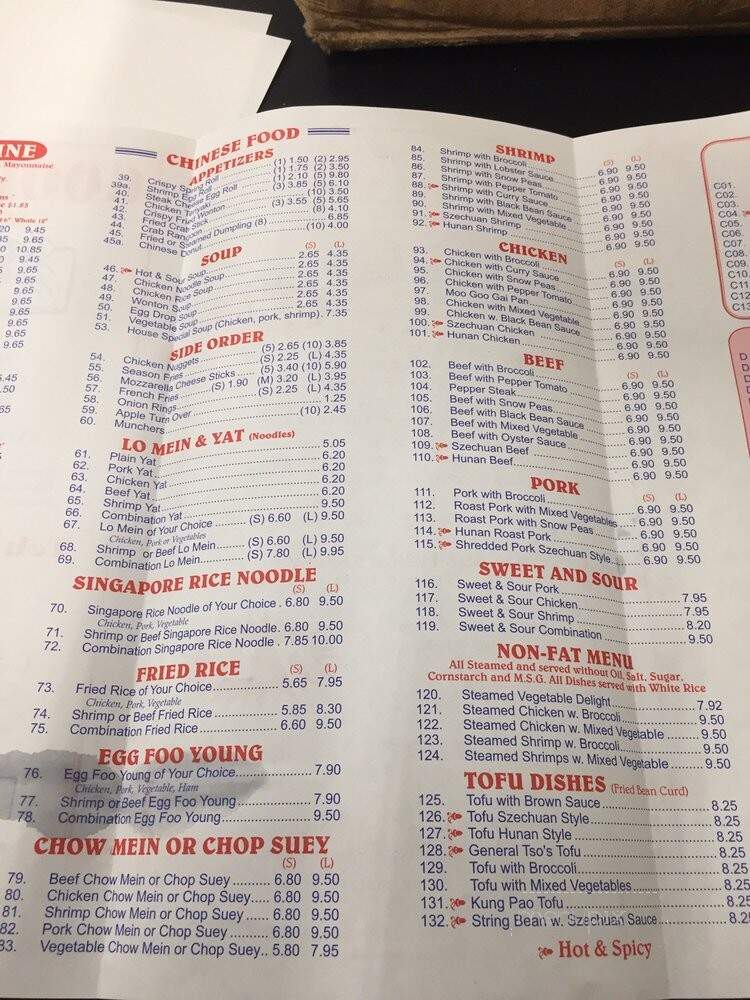 INE
Mayonnaise
CHINESE FOOD
APPETIZERS
39. Crispy Spring Roll (1) 1.50 (2) 2.95
39a. Shrimp Egg Roll (1) 1.75 (2) 3.50
40. Steak Cheese Egg Roll (1) 2.10 (5) 9.80
41. Chicken Teriyaki (3) 3.85 (5) 6.10
42. Crispy Fried Wonton (10) 3.50
43. Fried Crab Stick (3) 3.55 (5) 5.65
44. Crab Rangoon (8) 4.10
45. Fried or Steamed Dumpling (8) 6.85
45a. Chinese Donut (10) 4.00
SOUP
(S) (L)
46. Hot & Sour Soup 2.65 4.35
47. Chicken Noodle Soup 2.65 4.35
48. Chicken Rice Soup 2.65 4.35
49. Wonton Soup 2.65 4.35
50. Egg Drop Soup 2.65 4.35
51. Vegetable Soup 2.65 4.35
53. House Special Soup (Chicken, pork, shrimp) 7.35
SIDE ORDER
54. Chicken Nuggets (5) 2.65 (10) 3.85
55. Season Fries (S) 2.25 (L) 4.35
56. Mozzarella Cheese Sticks (5) 3.40 (10) 5.90
57. French Fries (S) 1.90 (M) 3.20 (L) 3.95
58. Onion Rings (S) 2.25 (L) 4.35
59. Apple Turn Over 1.25
60. Munchers (10) 2.45
LO MEIN & YAT (Noodles)
61. Plain Yat 5.05
62. Pork Yat 6.20
63. Chicken Yat 6.20
64. Beef Yat 6.20
65. Shrimp Yat 6.20
66. Combination Yat 9.50
67. Lo Mein of Your Choice (S) 6.60 (L) 9.50
Chicken, Pork or Vegetables
68. Shrimp or Beef Lo Mein (S) 6.60 (L) 9.50
69. Combination Lo Mein (S) 7.80 (L) 9.95
SINGAPORE RICE NOODLE
(S) (L)
70. Singapore Rice Noodle of Your Choice . 6.80 9.50
Chicken, Pork, Vegetable
71. Shrimp or Beef Singapore Rice Noodle . 6.80 9.50
72. Combination Singapore Rice Noodle . 7.85 10.00
FRIED RICE (S) (L)
73. Fried Rice of Your Choice 5.65 7.95
Chicken, Pork, Vegetable
74. Shrimp or Beef Fried Rice 5.85 8.30
75. Combination Fried Rice 6.60 9.50
EGG FOO YOUNG
76. Egg Foo Young of Your Choice 7.90
Chicken, Pork, Vegetable, Ham
77. Shrimp or Beef Egg Foo Young 7.90
78. Combination Egg Foo Young 9.50
CHOW MEIN OR CHOP SUEY
(S) (L)
79. Beef Chow Mein or Chop Suey 6.80 9.50
80. Chicken Chow Mein or Chop Suey 6.80 9.50
81. Shrimp Chow Mein or Chop Suey 6.80 9.50
82. Pork Chow Mein or Chop Suey 6.80 9.50
83. Vegetable Chow Mein or Chop Suey.. 5.80 7.95
SHRIMP
(S) (L)
84. Shrimp with Broccoli 6.90 9.50
85. Shrimp with Lobster Sauce 6.90 9.50
86. Shrimp with Snow Peas 6.90 9.50
87. Shrimp with Pepper Tomato 6.90 9.50
88. Shrimp with Curry Sauce 6.90 9.50
89. Shrimp with Black Bean Sauce 6.90 9.50
90. Shrimp with Mixed Vegetable 6.90 9.50
91. Szechuan Shrimp 6.90 9.50
92. Hunan Shrimp 6.90 9.50
CHICKEN
(S) (L)
93. Chicken with Broccoli 6.90 9.50
94. Chicken with Curry Sauce 6.90 9.50
95. Chicken with Snow Peas 6.90 9.50
96. Chicken with Pepper Tomato 6.90 9.50
97. Moo Goo Gai Pan 6.90 9.50
98. Chicken with Mixed Vegetable 6.90 9.50
99. Chicken w. Black Bean Sauce 6.90 9.50
100. Szechuan Chicken 6.90 9.50
101. Hunan Chicken 6.90 9.50
BEEF
(S) (L)
102. Beef with Broccoli 6.90 9.50
103. Beef with Pepper Tomato 6.90 9.50
104. Pepper Steak 6.90 9.50
105. Beef with Snow Peas 6.90 9.50
106. Beef with Black Bean Sauce 6.90 9.50
107. Beef with Mixed Vegetable 6.90 9.50
108. Beef with Oyster Sauce 6.90 9.50
109. Szechuan Beef 6.90 9.50
110. Hunan Beef 6.90 9.50
PORK
(S) (L)
111. Pork with Broccoli 6.90 9.50
112. Roast Pork with Mixed Vegetables 6.90 9.50
113. Roast Pork with Snow Peas 6.90 9.50
114. Hunan Roast Pork 6.90 9.50
115. Shredded Pork Szechuan Style 6.90 9.50
SWEET AND SOUR
116. Sweet & Sour Pork 7.95
117. Sweet & Sour Chicken 7.95
118. Sweet & Sour Shrimp 8.20
119. Sweet & Sour Combination 9.50
NON-FAT MENU
All Steamed and served without Oil, Salt, Sugar,
Cornstarch and M.S.G. All Dishes served with White Rice
120. Steamed Vegetable Delight 7.92
121. Steamed Chicken w. Broccoli 9.50
122. Steamed Chicken w. Mixed Vegetable 9.50
123. Steamed Shrimp w. Broccoli 9.50
124. Steamed Shrimps w. Mixed Vegetable 9.50
TOFU DISHES (Fried Bean Curd)
125. Tofu with Brown Sauce 8.25
126. Tofu Szechuan Style 8.25
127. Tofu Hunan Style 8.25
128. General Tso's Tofu 8.25
129. Tofu with Broccoli 8.25
130. Tofu with Mixed Vegetables 8.25
131. Kung Pao Tofu 8.25
132. String Bean w. Szechuan Sauce 8.25
Hot & Spicy
C01.
C02.
C03.
C04.
C05.
C06.
C07.
C08.
C09.
C10.
C11
C12
C13